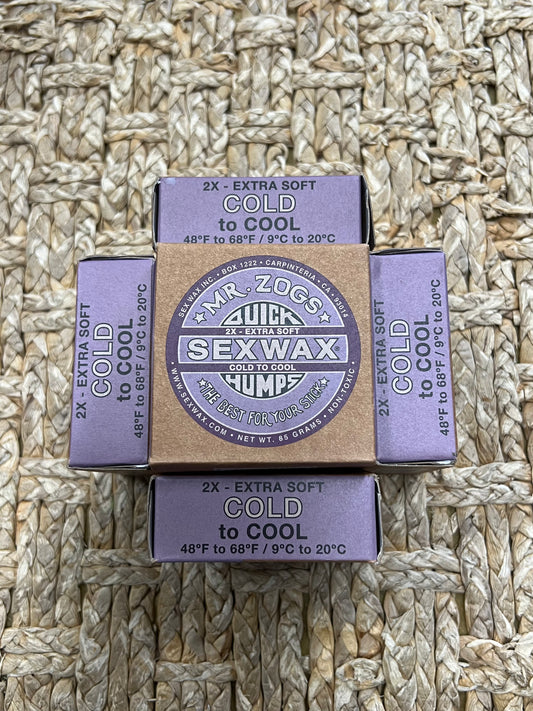 2X - EXTRA SOFT
COLD
to COOL
48°F to 68°F / 9°C to 20°C
2X - EXTRA SOFT
COLD
to COOL
48°F to 68°F / 9°C to 20°C
SEX WAX INC. • BOX 1222 • CARPINTERIA • CA • 93014
MR. ZOGS
QUICK
2X - EXTRA SOFT
SEXWAX
COLD TO COOL
HUMPS
THE BEST FOR YOUR STICK
WWW.SEXWAX.COM • NET WT. 85 GRAMS • NON-TOXIC •
2X - EXTRA SOFT
COLD
to COOL
48°F to 68°F / 9°C to 20°C
2X - EXTRA SOFT
COLD
to COOL
48°F to 68°F / 9°C to 20°C